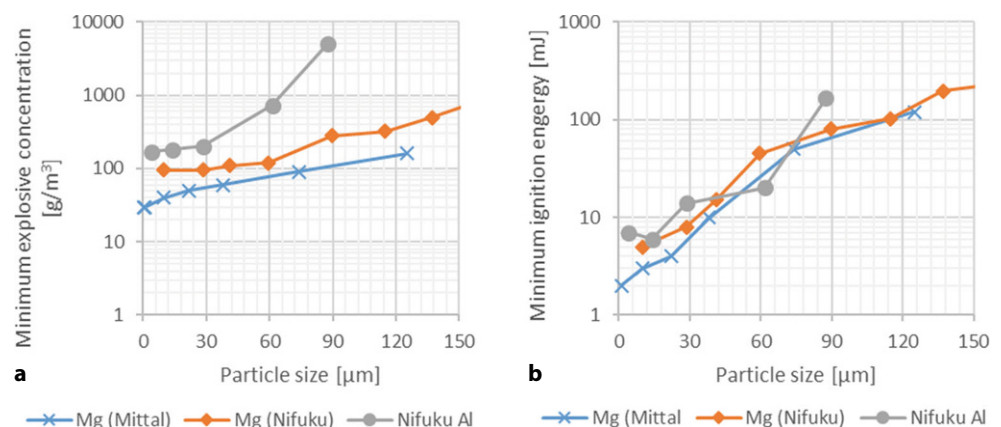 Minimum explosive concentration
[g/m³]
10000
1000
100
10
1
0 30 60 90 120 150
Particle size [µm]
a
Mg (Mittal) Mg (Nifuku) Nifuku Al
Minimum ignition engergy [mJ]
1000
100
10
1
0 30 60 90 120 150
Particle size [µm]
b
Mg (Mittal Mg (Nifuku) Nifuku Al